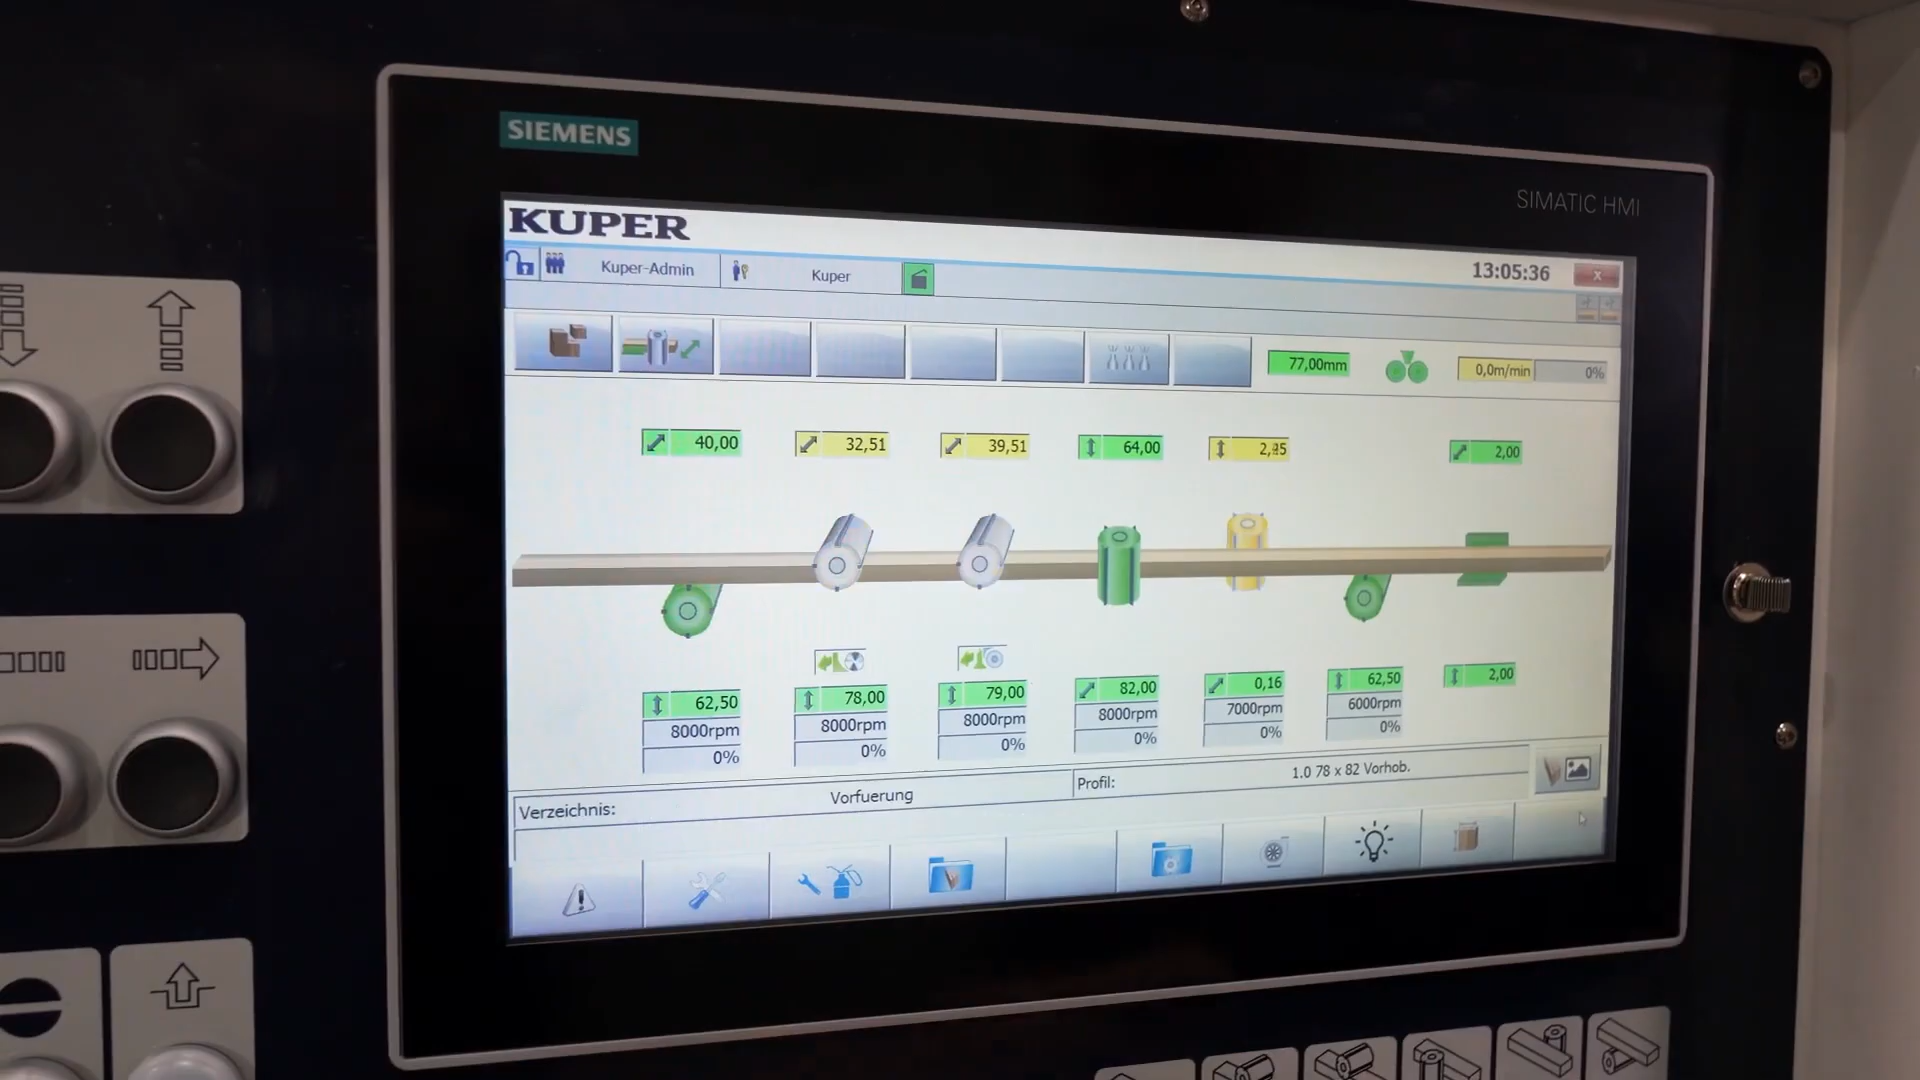 SIEMENS
SIMATIC HMI
KUPER
Kuper-Admin Kuper 13:05:36 x
77,00mm 0,0m/min 0%
40,00 32,51 39,51 64,00 2,00
62,50 78,00 79,00 82,00 0,16 62,50 2,00
8000rpm 8000rpm 8000rpm 8000rpm 7000rpm 6000rpm
0% 0% 0% 0% 0% 0%
Verzeichnis: Vorfuerung Profil: 1.0 78 x 82 Vorhob.